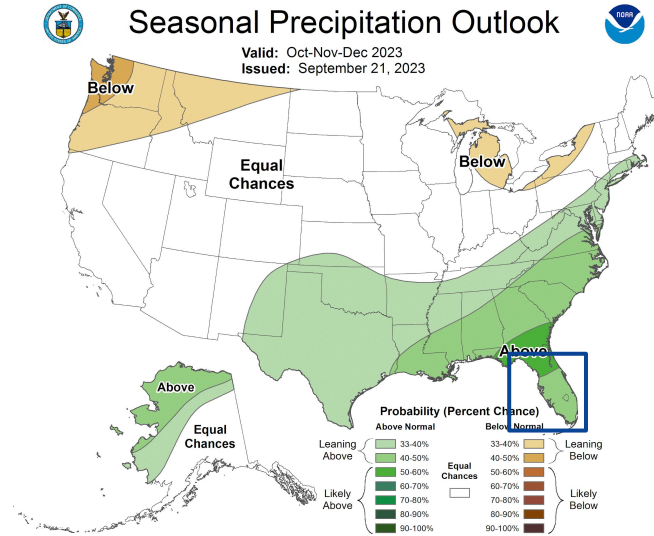 Seasonal Precipitation Outlook
NOAA
Valid: Oct-Nov-Dec 2023
Issued: September 21, 2023
Below
Equal
Chances
Below
Above
Above
Equal
Chances
Probability (Percent Chance)
Above Normal
Below Normal
Leaning
Above
33-40%
40-50%
50-60%
60-70%
70-80%
80-90%
90-100%
Likely
Above
Equal
Chances
33-40%
40-50%
50-60%
60-70%
70-80%
80-90%
90-100%
Leaning
Below
Likely
Below